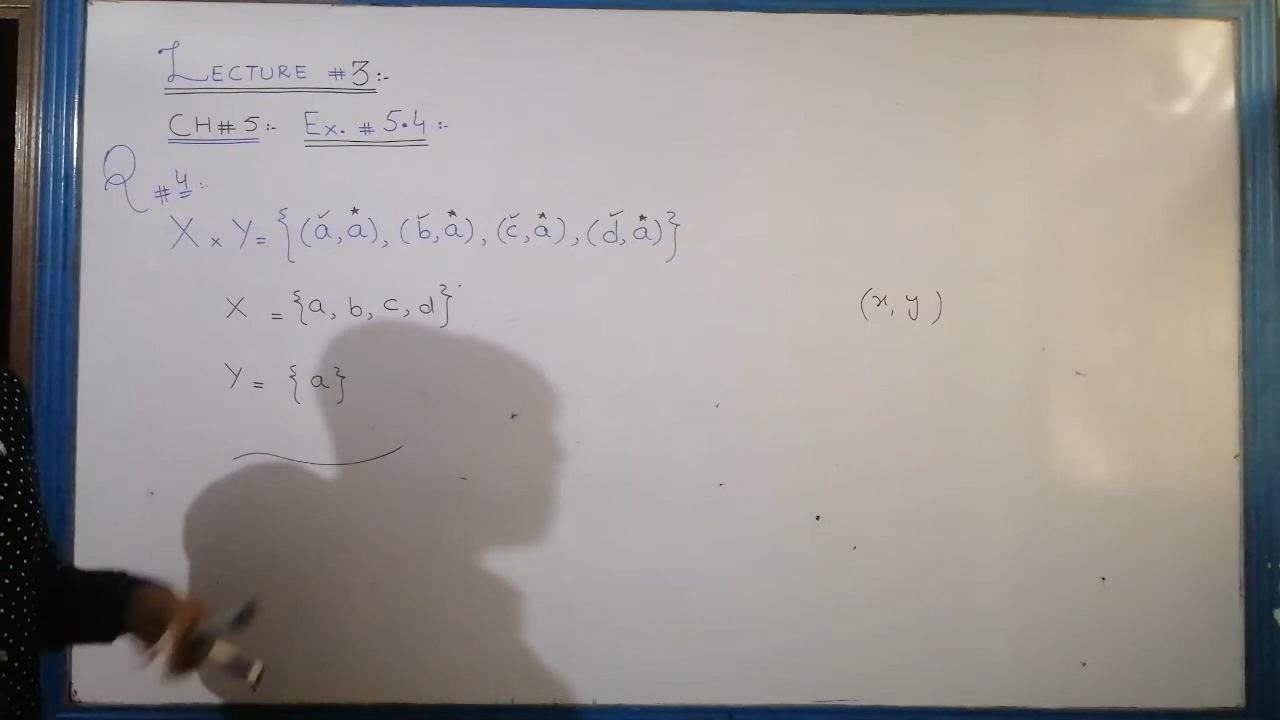 LECTURE #3:-
CH#5:- Ex. # 5.4:-
Q #4:-
X × Y = {(a, a), (b, a), (c, a), (d, a)}
X = {a, b, c, d}
(x, y)
Y = {a}